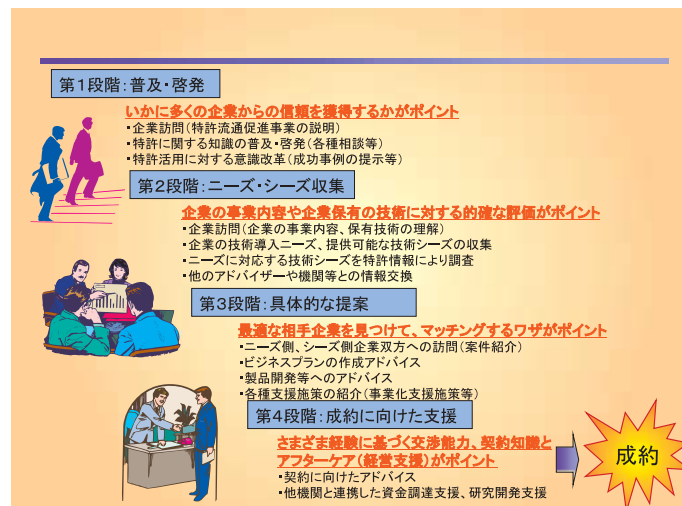 第1段階:普及・啓発
いかに多くの企業からの信頼を獲得するかがポイント
・企業訪問(特許流通促進事業の説明)
・特許に関する知識の普及・啓発(各種相談等)
・特許活用に対する意識改革(成功事例の提示等)
第2段階:ニーズ・シーズ収集
企業の事業内容や企業保有の技術に対する的確な評価がポイント
・企業訪問(企業の事業内容、保有技術の理解)
・企業の技術導入ニーズ、提供可能な技術シーズの収集
・ニーズに対応する技術シーズを特許情報により調査
・他のアドバイザーや機関等との情報交換
第3段階:具体的な提案
最適な相手企業を見つけて、マッチングするワザがポイント
・ニーズ側、シーズ側企業双方への訪問(案件紹介)
・ビジネスプランの作成アドバイス
・製品開発等へのアドバイス
・各種支援施策の紹介(事業化支援施策等)
第4段階:成約に向けた支援
さまざま経験に基づく交渉能力、契約知識と
アフターケア(経営支援)がポイント
・契約に向けたアドバイス
・他機関と連携した資金調達支援、研究開発支援
成約